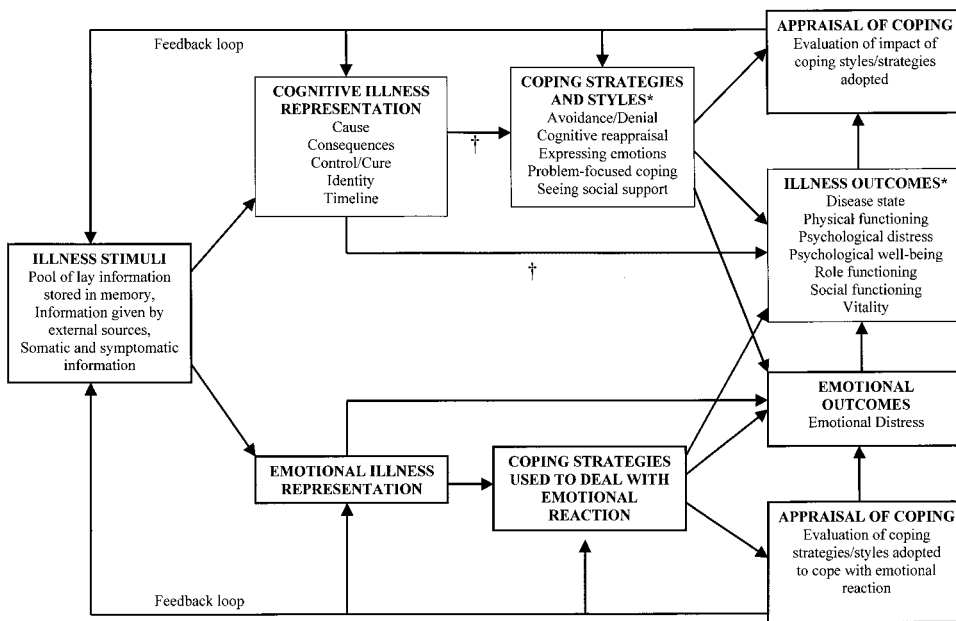 Feedback loop
APPRAISAL OF COPING
Evaluation of impact of
coping styles/strategies
adopted
COGNITIVE ILLNESS
REPRESENTATION
Cause
Consequences
Control/Cure
Identity
Timeline
†
COPING STRATEGIES
AND STYLES*
Avoidance/Denial
Cognitive reappraisal
Expressing emotions
Problem-focused coping
Seeing social support
ILLNESS OUTCOMES*
Disease state
Physical functioning
Psychological distress
Psychological well-being
Role functioning
Social functioning
Vitality
†
ILLNESS STIMULI
Pool of lay information
stored in memory,
Information given by
external sources,
Somatic and symptomatic
information
EMOTIONAL
OUTCOMES
Emotional Distress
EMOTIONAL ILLNESS
REPRESENTATION
COPING STRATEGIES
USED TO DEAL WITH
EMOTIONAL
REACTION
APPRAISAL OF COPING
Evaluation of coping
strategies/styles adopted
to cope with emotional
reaction
Feedback loop